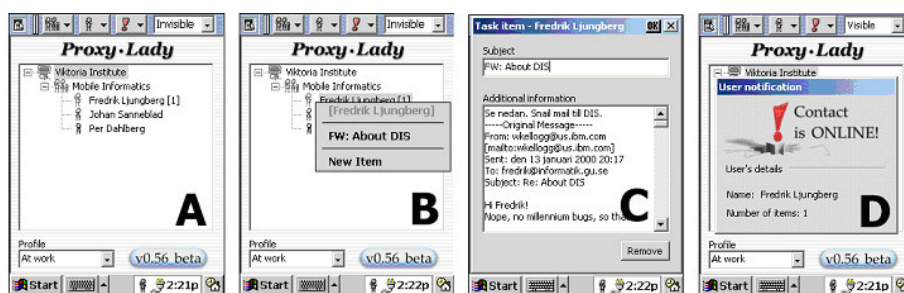 Invisible
Proxy·Lady
Viktoria Institute
Mobile Informatics
Fredrik Ljungberg [1]
Johan Sanneblad
Per Dahlberg
A
Profile
At work
v0.56 beta
Start
2:21p
Invisible
Proxy·Lady
Viktoria Institute
Mobile Informatics
Fredrik Ljungberg [1]
[Fredrik Ljungberg]
FW: About DIS
New Item
B
Profile
At work
v0.56 beta
Start
2:22p
Task item - Fredrik Ljungberg OK
Subject
FW: About DIS
Additional information
Se nedan. Snail mail til DIS.
-----Original Message-----
From: wkellogg@us.ibm.com
[mailto:wkellogg@us.ibm.com]
Sent: den 13 januari 2000 20:17
To: fredrik@informatik.gu.se
Subject: Re: About DIS
Hi Fredrik!
Nope, no millennium bugs, so
C
Remove
Start
2:22p
Visible
Proxy·Lady
Viktoria Institute
User notification
Contact
is ONLINE!
User's details
Name: Fredrik Ljungberg
Number of items: 1
D
Profile
At work
v0.56 beta
Start
2:21p